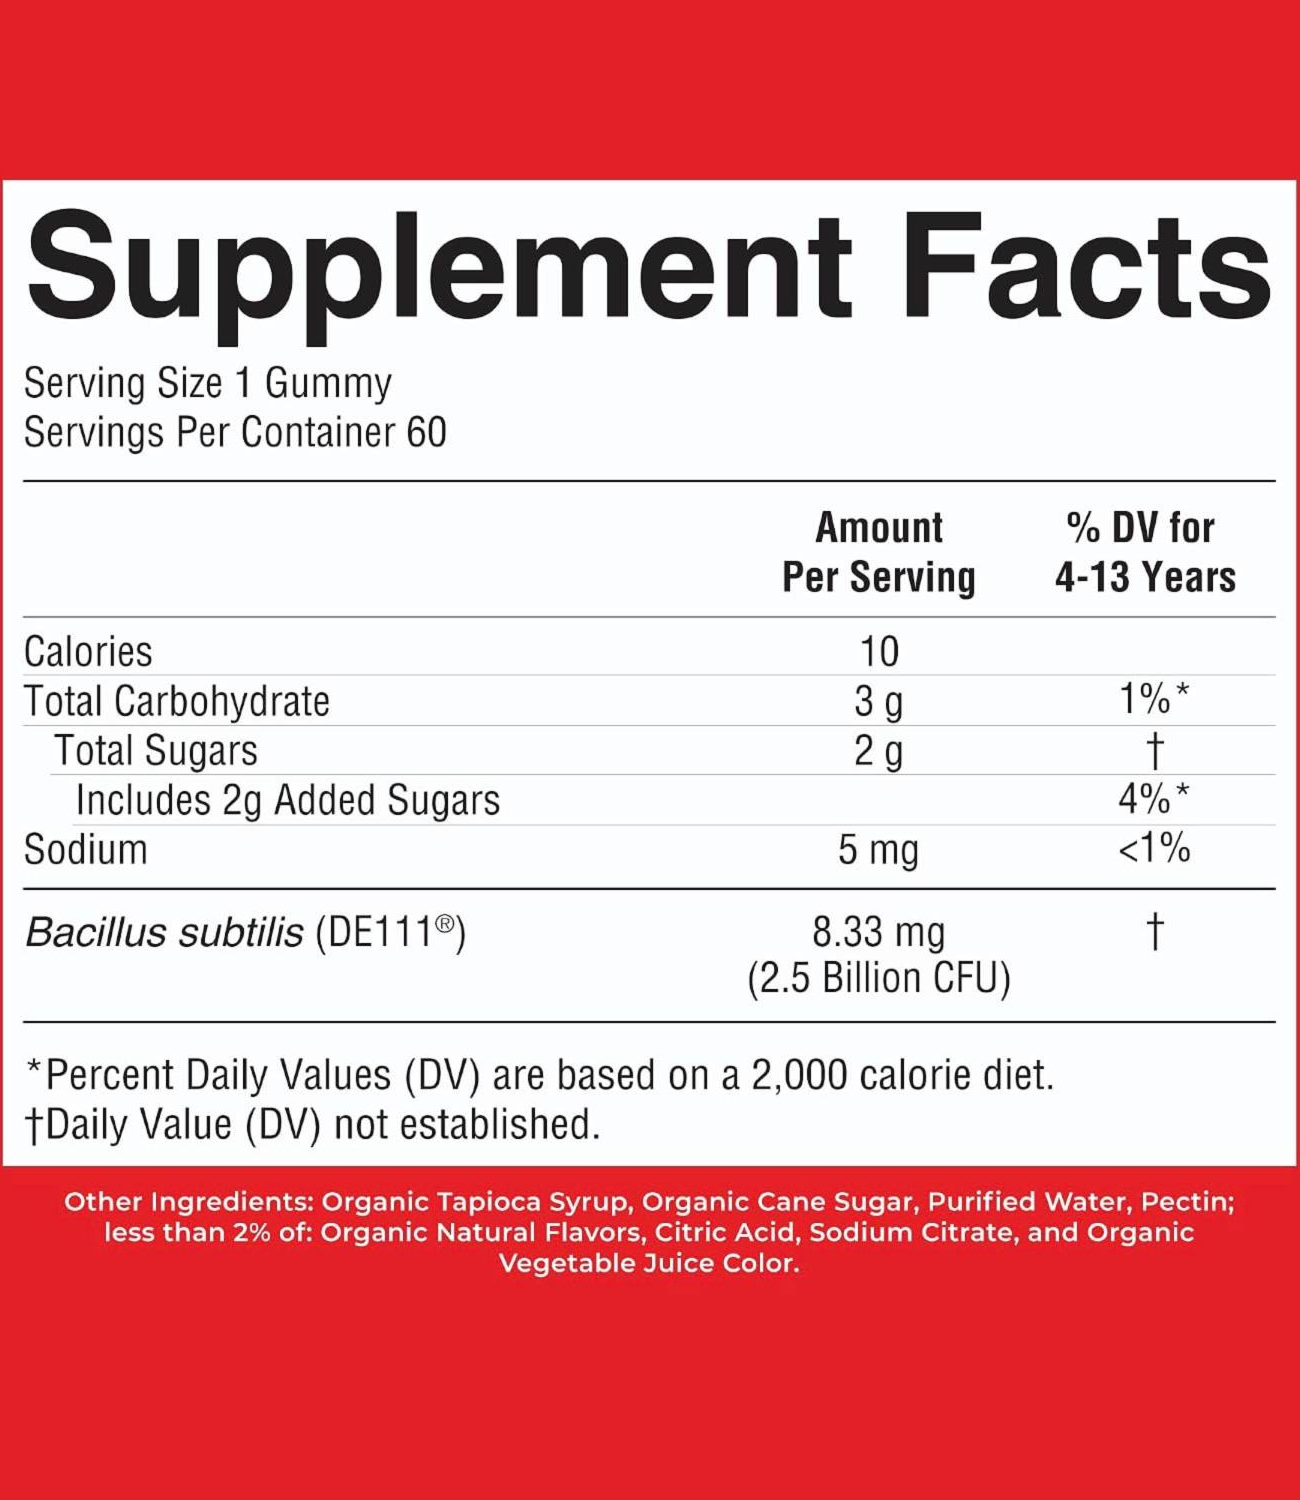 Supplement Facts
Serving Size 1 Gummy
Servings Per Container 60
Amount Per Serving % DV for 4-13 Years
Calories 10
Total Carbohydrate 3 g 1%*
Total Sugars 2 g †
Includes 2g Added Sugars 4%*
Sodium 5 mg <1%
Bacillus subtilis (DE111®) 8.33 mg †
(2.5 Billion CFU)
*Percent Daily Values (DV) are based on a 2,000 calorie diet.
†Daily Value (DV) not established.
Other Ingredients: Organic Tapioca Syrup, Organic Cane Sugar, Purified Water, Pectin;
less than 2% of: Organic Natural Flavors, Citric Acid, Sodium Citrate, and Organic
Vegetable Juice Color.